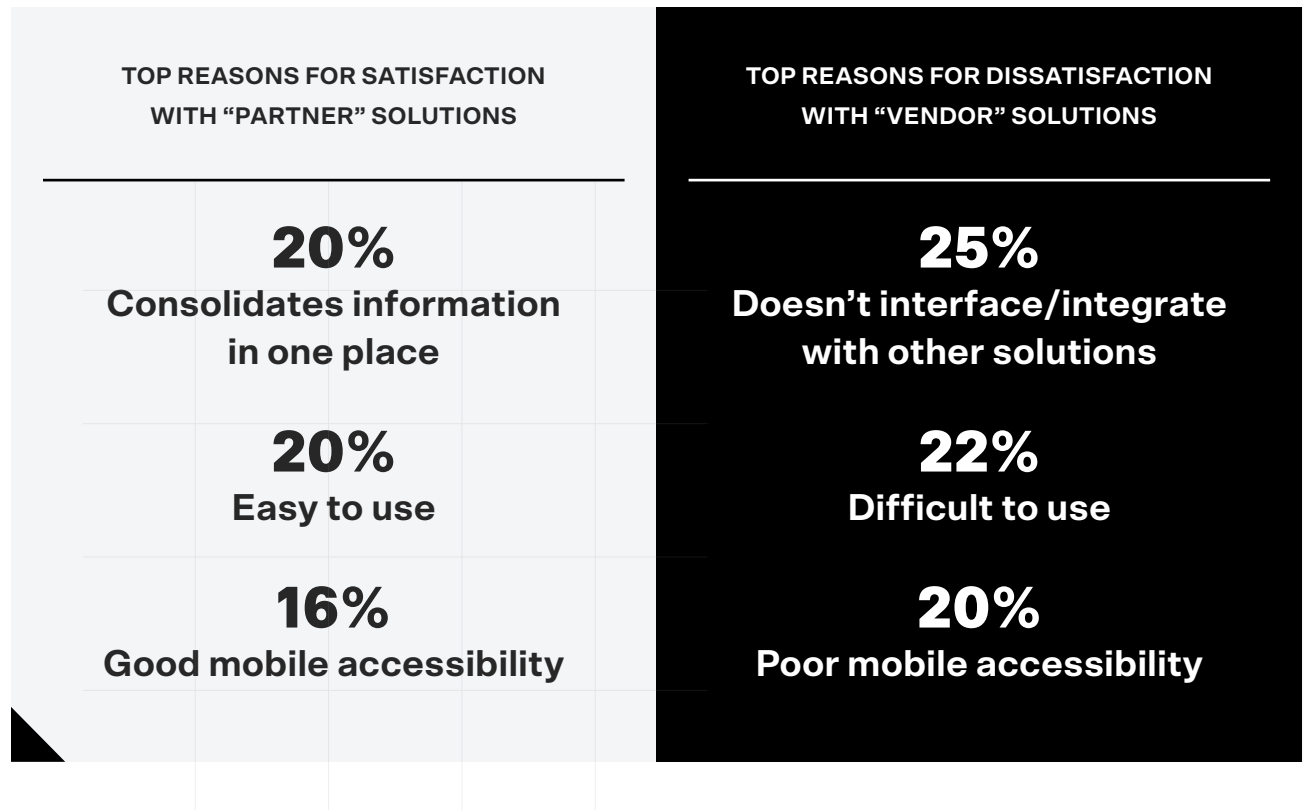 TOP REASONS FOR SATISFACTION
WITH “PARTNER” SOLUTIONS
20%
Consolidates information
in one place
20%
Easy to use
16%
Good mobile accessibility
TOP REASONS FOR DISSATISFACTION
WITH “VENDOR” SOLUTIONS
25%
Doesn’t interface/integrate
with other solutions
22%
Difficult to use
20%
Poor mobile accessibility